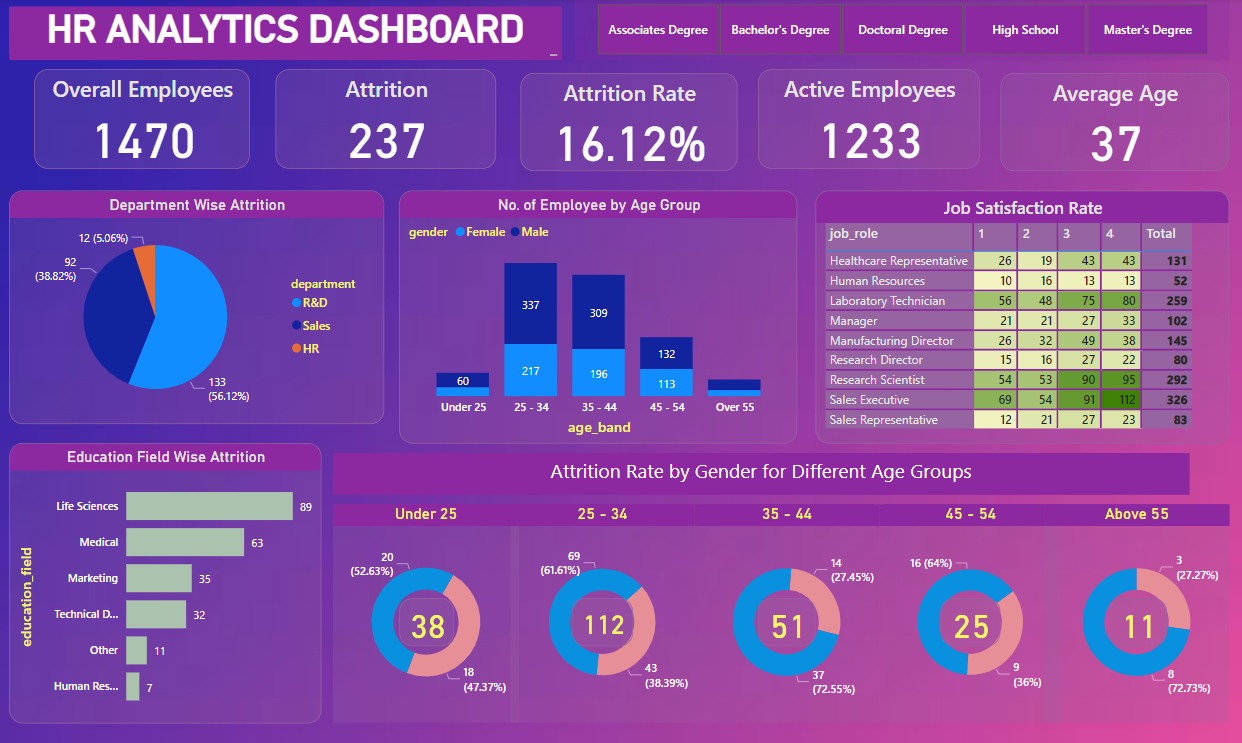 HR ANALYTICS DASHBOARD _
Associates Degree
Bachelor's Degree
Doctoral Degree
High School
Master's Degree
Overall Employees
1470
Attrition
237
Attrition Rate
16.12%
Active Employees
1233
Average Age
37
Department Wise Attrition
12 (5.06%)
92
(38.82%)
133
(56.12%)
department
R&D
Sales
HR
No. of Employee by Age Group
gender Female Male
60
337
217
309
196
132
113
Under 25 25 - 34 35 - 44 45 - 54 Over 55
age_band
Job Satisfaction Rate
job_role 1 2 3 4 Total
Healthcare Representative 26 19 43 43 131
Human Resources 10 16 13 13 52
Laboratory Technician 56 48 75 80 259
Manager 21 21 27 33 102
Manufacturing Director 26 32 49 38 145
Research Director 15 16 27 22 80
Research Scientist 54 53 90 95 292
Sales Executive 69 54 91 112 326
Sales Representative 12 21 27 23 83
Education Field Wise Attrition
education_field
Life Sciences 89
Medical 63
Marketing 35
Technical D... 32
Other 11
Human Res... 7
Attrition Rate by Gender for Different Age Groups
Under 25
20
(52.63%)
38
18
(47.37%)
25 - 34
69
(61.61%)
112
43
(38.39%)
35 - 44
14
(27.45%)
51
37
(72.55%)
45 - 54
16 (64%)
25
9
(36%)
Above 55
3
(27.27%)
11
8
(72.73%)